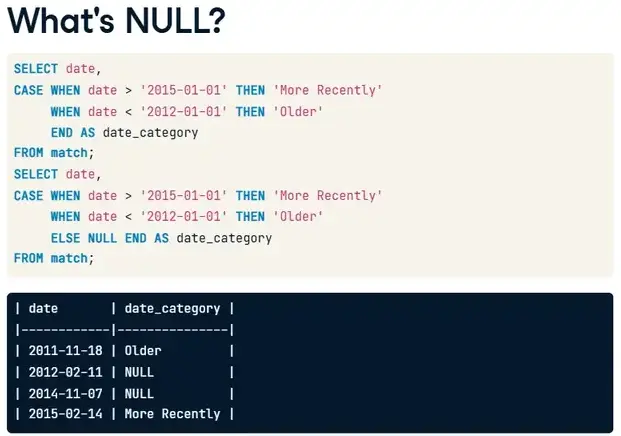 What's NULL?
SELECT date,
CASE WHEN date > '2015-01-01' THEN 'More Recently'
     WHEN date < '2012-01-01' THEN 'Older'
     END AS date_category
FROM match;
SELECT date,
CASE WHEN date > '2015-01-01' THEN 'More Recently'
     WHEN date < '2012-01-01' THEN 'Older'
     ELSE NULL END AS date_category
FROM match;
| date       | date_category |
|------------|---------------|
| 2011-11-18 | Older         |
| 2012-02-11 | NULL          |
| 2014-11-07 | NULL          |
| 2015-02-14 | More Recently |